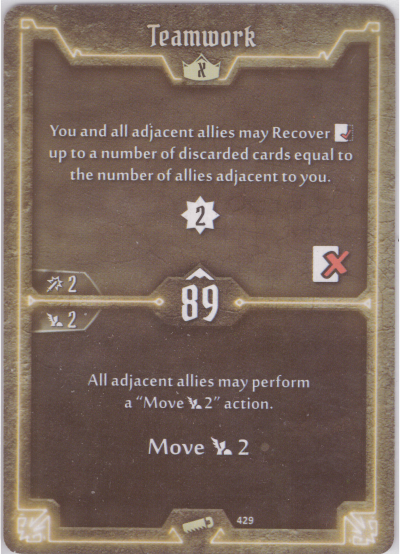 Teamwork
X
You and all adjacent allies may Recover
up to a number of discarded cards equal to
the number of allies adjacent to you.
2
2
89
2
All adjacent allies may perform
a “Move 2” action.
Move 2
429